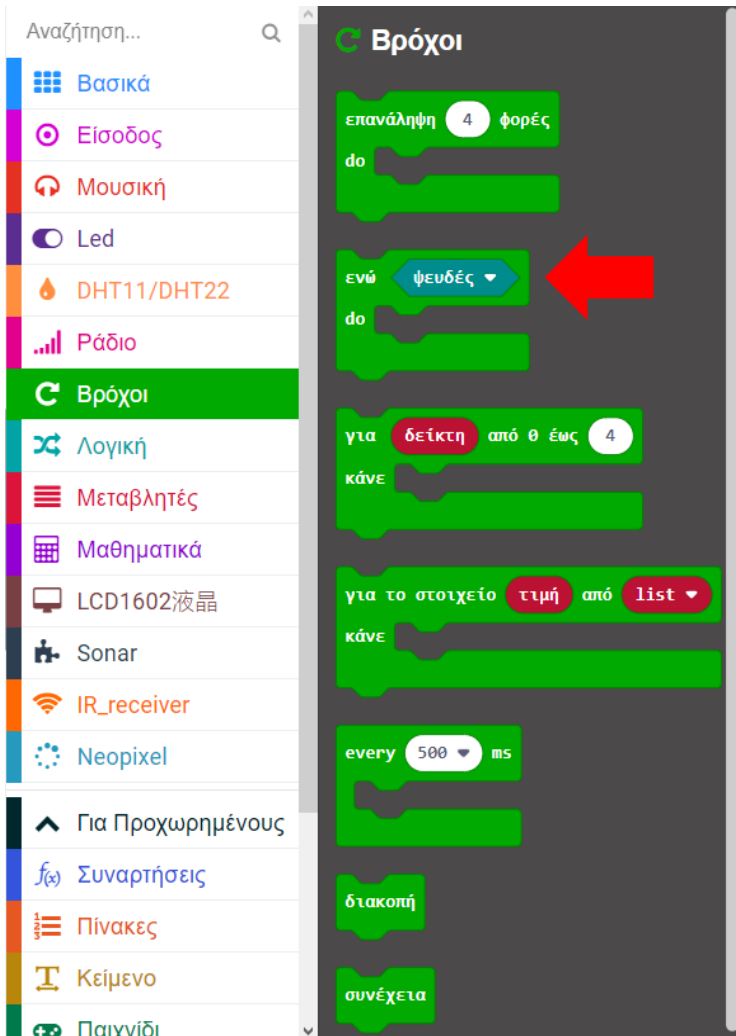 Αναζήτηση...
Βασικά
Είσοδος
Μουσική
Led
DHT11/DHT22
Ράδιο
Βρόχοι
Λογική
Μεταβλητές
Μαθηματικά
LCD1602液晶
Sonar
IR_receiver
Neopixel
Για Προχωρημένους
f(x) Συναρτήσεις
Πίνακες
Κείμενο
Παιχνίδι
Βρόχοι
επανάληψη 4 φορές
do
ενώ ψευδές
do
για δείκτη από 0 έως 4
κάνε
για το στοιχείο τιμή από list
κάνε
every 500 ms
διακοπή
συνέχεια